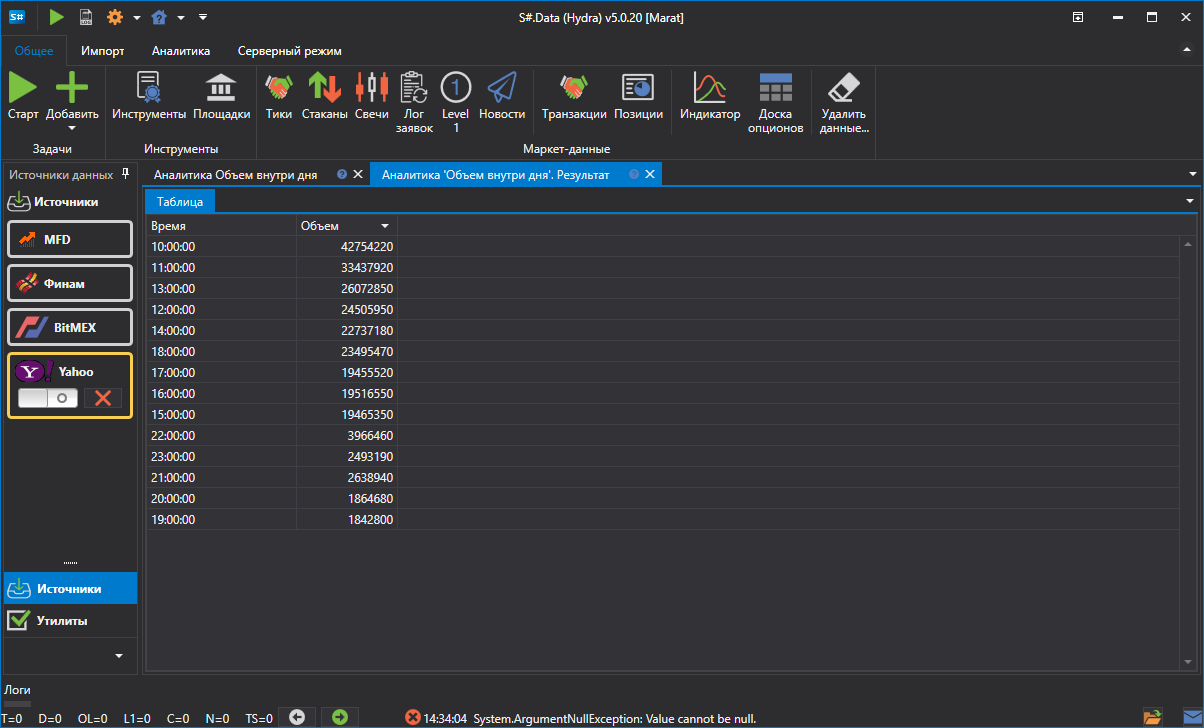 S# S#.Data (Hydra) v5.0.20 [Marat]
Общее Импорт Аналитика Серверный режим
Старт Добавить Инструменты Площадки Тики Стаканы Свечи Лог заявок Level 1 Новости Транзакции Позиции Индикатор Доска опционов Удалить данные...
Задачи Инструменты Маркет-данные
Источники данных
Источники
MFD
Финам
BitMEX
Y! Yahoo
Источники
Утилиты
Аналитика Объем внутри дня Аналитика 'Объем внутри дня'. Результат
Таблица
Время Объем
10:00:00 42754220
11:00:00 33437920
13:00:00 26072850
12:00:00 24505950
14:00:00 22737180
18:00:00 23495470
17:00:00 19455520
16:00:00 19516550
15:00:00 19465350
22:00:00 3966460
23:00:00 2493190
21:00:00 2638940
20:00:00 1864680
19:00:00 1842800
Логи
T=0 D=0 OL=0 L1=0 C=0 N=0 TS=0 14:34:04 System.ArgumentNullException: Value cannot be null.